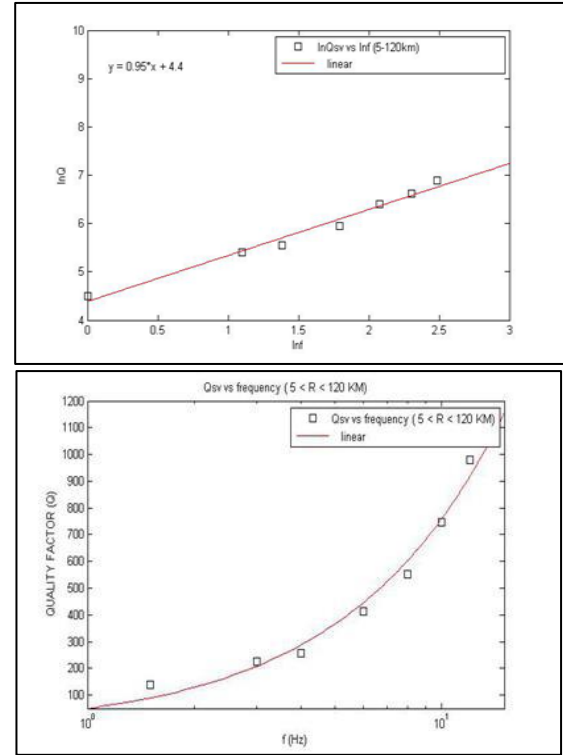 10
9
8
7
6
5
4
lnQ
y = 0.95*x + 4.4
lnQsv vs lnf (5-120km)
linear
0 0.5 1 1.5 2 2.5 3
lnf
Qsv vs frequency ( 5 < R < 120 KM)
1200
1100
1000
900
800
700
600
500
400
300
200
100
QUALITY FACTOR (Q)
Qsv vs frequency ( 5 < R < 120 KM)
linear
10⁰ 10¹
f (Hz)